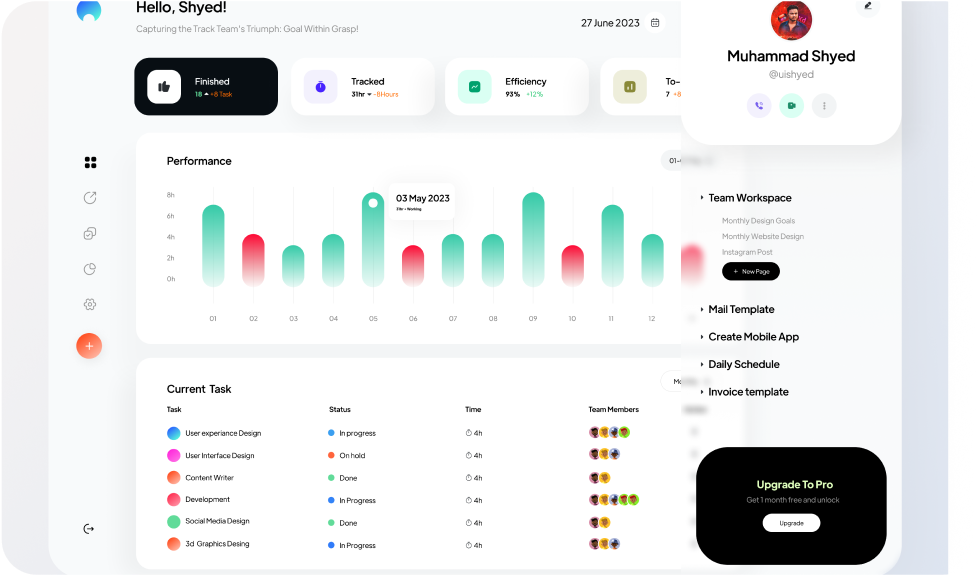 Hello, Shyed!
Capturing the Track Team's Triumph: Goal Within Grasp!
27 June 2023
Finished
18 +8 Task
Tracked
31hr -8Hours
Efficiency
93% +12%
To-
7 +8
Muhammad Shyed
@uishyed
Performance
01-
8h
6h
4h
2h
0h
03 May 2023
01 02 03 04 05 06 07 08 09 10 11 12
Team Workspace
Monthly Design Goals
Monthly Website Design
Instagram Post
+ New Page
Mail Template
Create Mobile App
Daily Schedule
Invoice template
Current Task
Task Status Time Team Members
User experiance Design In progress 4h
User Interface Design On hold 4h
Content Writer Done 4h
Development In Progress 4h
Social Media Design Done 4h
3d Graphics Desing In Progress 4h
Upgrade To Pro
Get 1 month free and unlock
Upgrade